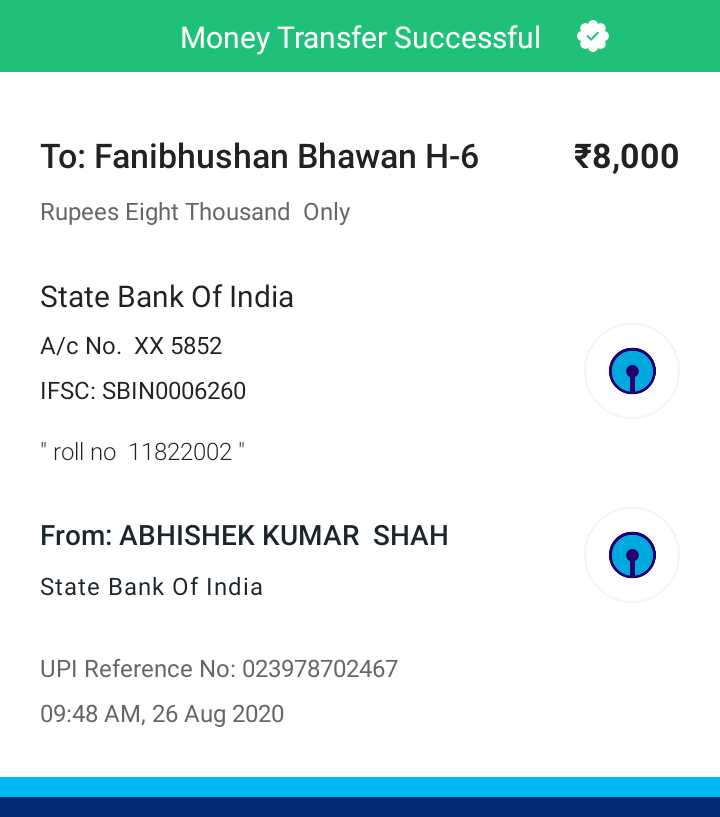 Money Transfer Successful
To: Fanibhushan Bhawan H-6 ₹8,000
Rupees Eight Thousand Only
State Bank Of India
A/c No. XX 5852
IFSC: SBIN0006260
" roll no 11822002 "
From: ABHISHEK KUMAR SHAH
State Bank Of India
UPI Reference No: 023978702467
09:48 AM, 26 Aug 2020